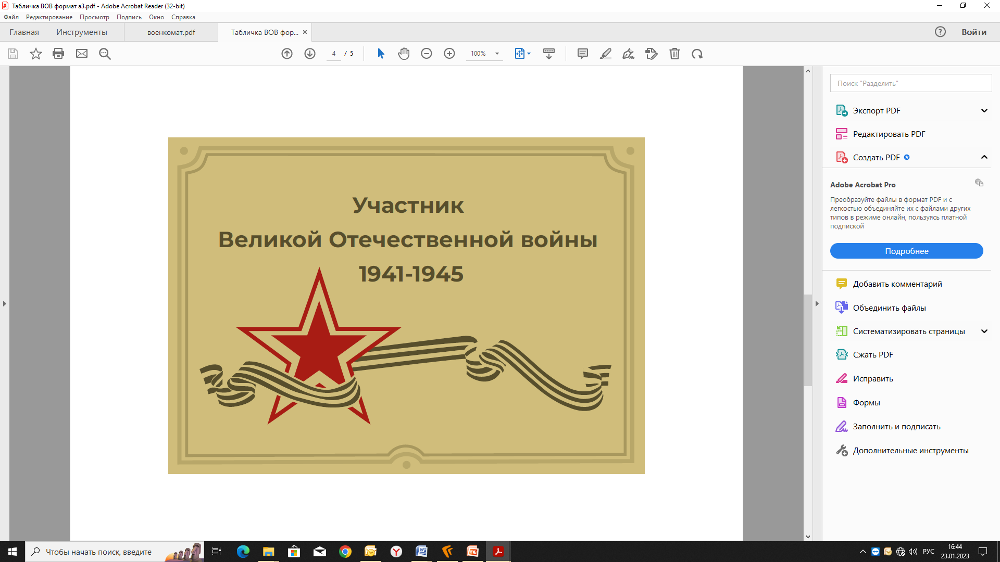 Табличка ВОВ формат а3.pdf - Adobe Acrobat Reader (32-bit)
Файл Редактирование Просмотр Подпись Окно Справка
Главная Инструменты военкомат.pdf Табличка ВОВ фор... Войти
4 / 5 100%
Поиск "Разделить"
Экспорт PDF
Редактировать PDF
Создать PDF
Adobe Acrobat Pro
Преобразуйте файлы в формат PDF и с
легкостью объединяйте их с файлами других
типов в режиме онлайн, пользуясь платной
подпиской
Подробнее
Добавить комментарий
Объединить файлы
Систематизировать страницы
Сжать PDF
Исправить
Формы
Заполнить и подписать
Дополнительные инструменты
Участник
Великой Отечественной войны
1941-1945
Чтобы начать поиск, введите
РУС
16:44
23.01.2023